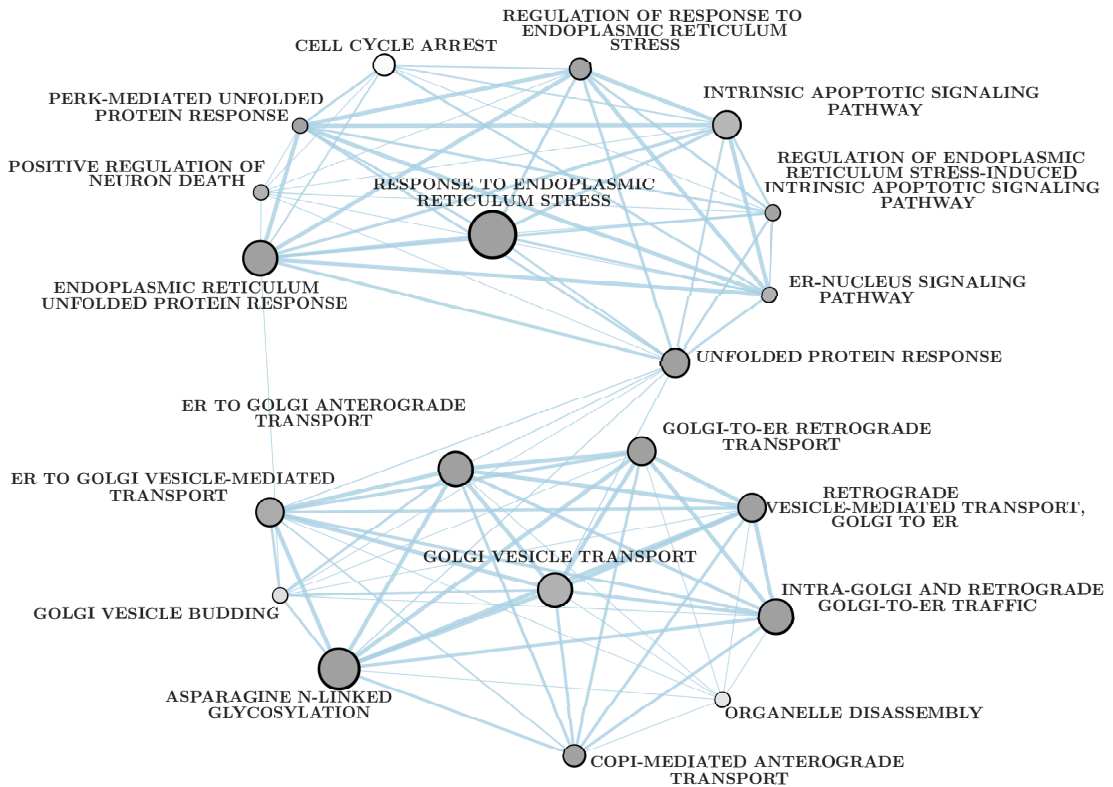 REGULATION OF RESPONSE TO
ENDOPLASMIC RETICULUM
STRESS
CELL CYCLE ARREST
PERK-MEDIATED UNFOLDED
PROTEIN RESPONSE
INTRINSIC APOPTOTIC SIGNALING
PATHWAY
POSITIVE REGULATION OF
NEURON DEATH
RESPONSE TO ENDOPLASMIC
RETICULUM STRESS
REGULATION OF ENDOPLASMIC
RETICULUM STRESS-INDUCED
INTRINSIC APOPTOTIC SIGNALING
PATHWAY
ENDOPLASMIC RETICULUM
UNFOLDED PROTEIN RESPONSE
ER-NUCLEUS SIGNALING
PATHWAY
UNFOLDED PROTEIN RESPONSE
ER TO GOLGI ANTEROGRADE
TRANSPORT
GOLGI-TO-ER RETROGRADE
TRANSPORT
ER TO GOLGI VESICLE-MEDIATED
TRANSPORT
RETROGRADE
VESICLE-MEDIATED TRANSPORT,
GOLGI TO ER
GOLGI VESICLE TRANSPORT
GOLGI VESICLE BUDDING
INTRA-GOLGI AND RETROGRADE
GOLGI-TO-ER TRAFFIC
ASPARAGINE N-LINKED
GLYCOSYLATION
ORGANELLE DISASSEMBLY
COPI-MEDIATED ANTEROGRADE
TRANSPORT